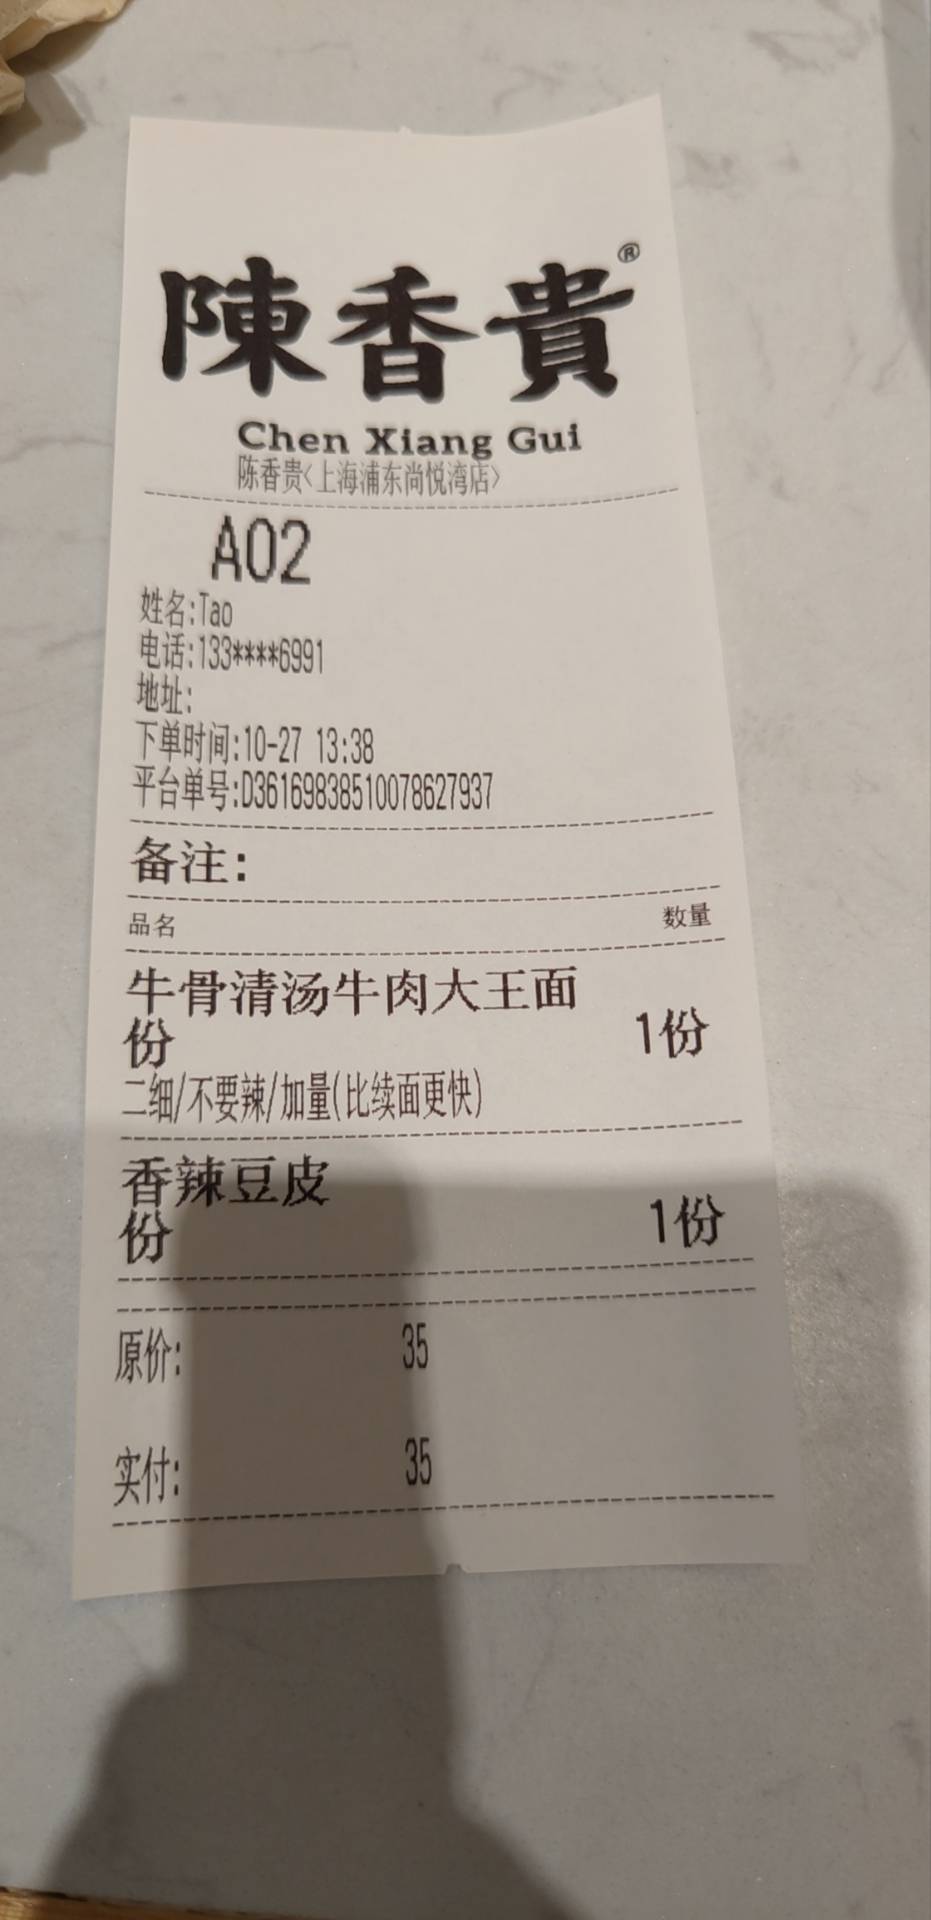 陳香貴®
Chen Xiang Gui
陈香贵<上海浦东尚悦湾店>
A02
姓名:Tao
电话:133****6991
地址:
下单时间:10-27 13:38
平台单号:D36169838510078627937
备注:
品名 数量
牛骨清汤牛肉大王面
份 1份
二细/不要辣/加量(比续面更快)
香辣豆皮
份 1份
原价: 35
实付: 35